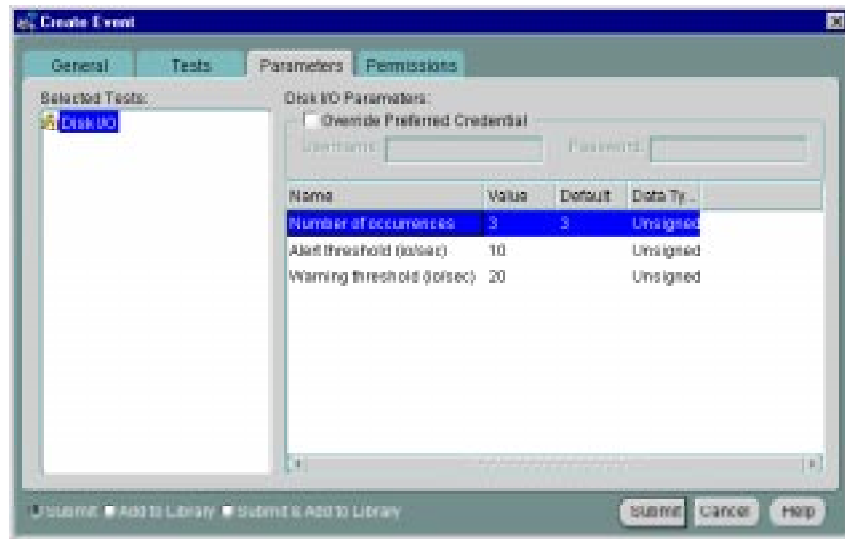 Create Event
General Tests Parameters Permissions
Selected Tests:
Disk I/O
Disk I/O Parameters:
Override Preferred Credential
Username: Password:
Name Value Default Data Ty...
Number of occurrences 3 3 Unsigned
Alert threshold (io/sec) 10 Unsigned
Warning threshold (io/sec) 20 Unsigned
Submit Add to Library Submit & Add to Library
Submit Cancel Help